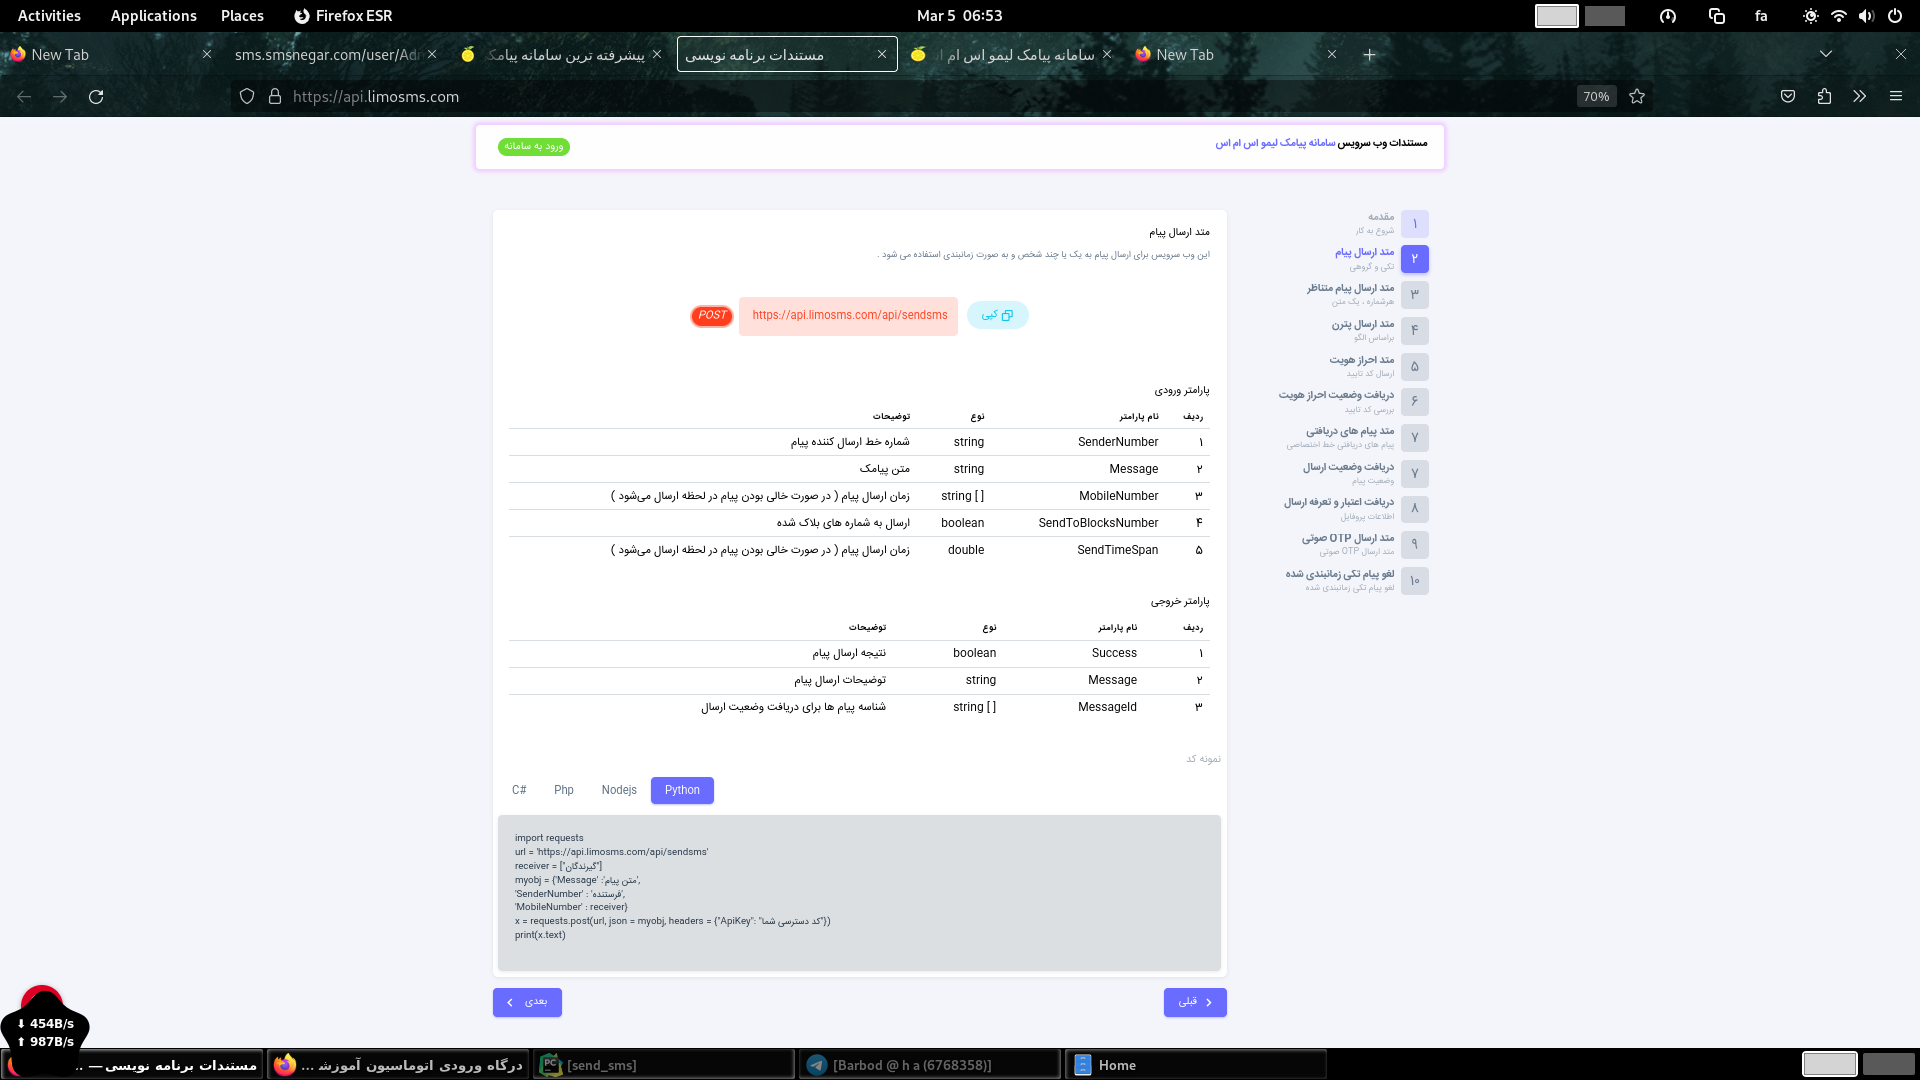 Activities Applications Places Firefox ESR Mar 5 06:53 fa
New Tab sms.smsnegar.com/user/Ad پیشرفته ترین سامانه پیامک مستندات برنامه نویسی سامانه پیامک لیمو اس ام New Tab
https://api.limosms.com 70%
مستندات وب سرویس سامانه پیامک لیمو اس ام اس
ورود به سامانه
۱ مقدمه
شروع به کار
۲ متد ارسال پیام
تکی و گروهی
۳ متد ارسال پیام متناظر
هرشماره ، یک متن
۴ متد ارسال پترن
براساس الگو
۵ متد احراز هویت
ارسال کد تایید
۶ دریافت وضعیت احراز هویت
بررسی کد تایید
۷ متد پیام های دریافتی
پیام های دریافتی خط اختصاصی
۷ دریافت وضعیت ارسال
وضعیت پیام
۸ دریافت اعتبار و تعرفه ارسال
اطلاعات پروفایل
۹ متد ارسال OTP صوتی
متد ارسال OTP صوتی
۱۰ لغو پیام تکی زمانبندی شده
لغو پیام تکی زمانبندی شده
متد ارسال پیام
این وب سرویس برای ارسال پیام به یک یا چند شخص و به صورت زمانبندی استفاده می شود .
POST https://api.limosms.com/api/sendsms کپی
پارامتر ورودی
ردیف نام پارامتر نوع توضیحات
۱ SenderNumber string شماره خط ارسال کننده پیام
۲ Message string متن پیامک
۳ MobileNumber string [ ] زمان ارسال پیام ( در صورت خالی بودن پیام در لحظه ارسال می‌شود )
۴ SendToBlocksNumber boolean ارسال به شماره های بلاک شده
۵ SendTimeSpan double زمان ارسال پیام ( در صورت خالی بودن پیام در لحظه ارسال می‌شود )
پارامتر خروجی
ردیف نام پارامتر نوع توضیحات
۱ Success boolean نتیجه ارسال پیام
۲ Message string توضیحات ارسال پیام
۳ MessageId string [ ] شناسه پیام ها برای دریافت وضعیت ارسال
نمونه کد
C# Php Nodejs Python
import requests
url = 'https://api.limosms.com/api/sendsms'
receiver = ["گیرندگان"]
myobj = {'Message' :'متن پیام',
'SenderNumber' : 'فرستنده',
'MobileNumber' : receiver}
x = requests.post(url, json = myobj, headers = {"ApiKey": "کد دسترسی شما"})
print(x.text)
قبلی
بعدی
454B/s
987B/s
مستندات برنامه نویسی — ... درگاه ورودی اتوماسیون آموزش ... [send_sms] [Barbod @ h a (6768358)] Home